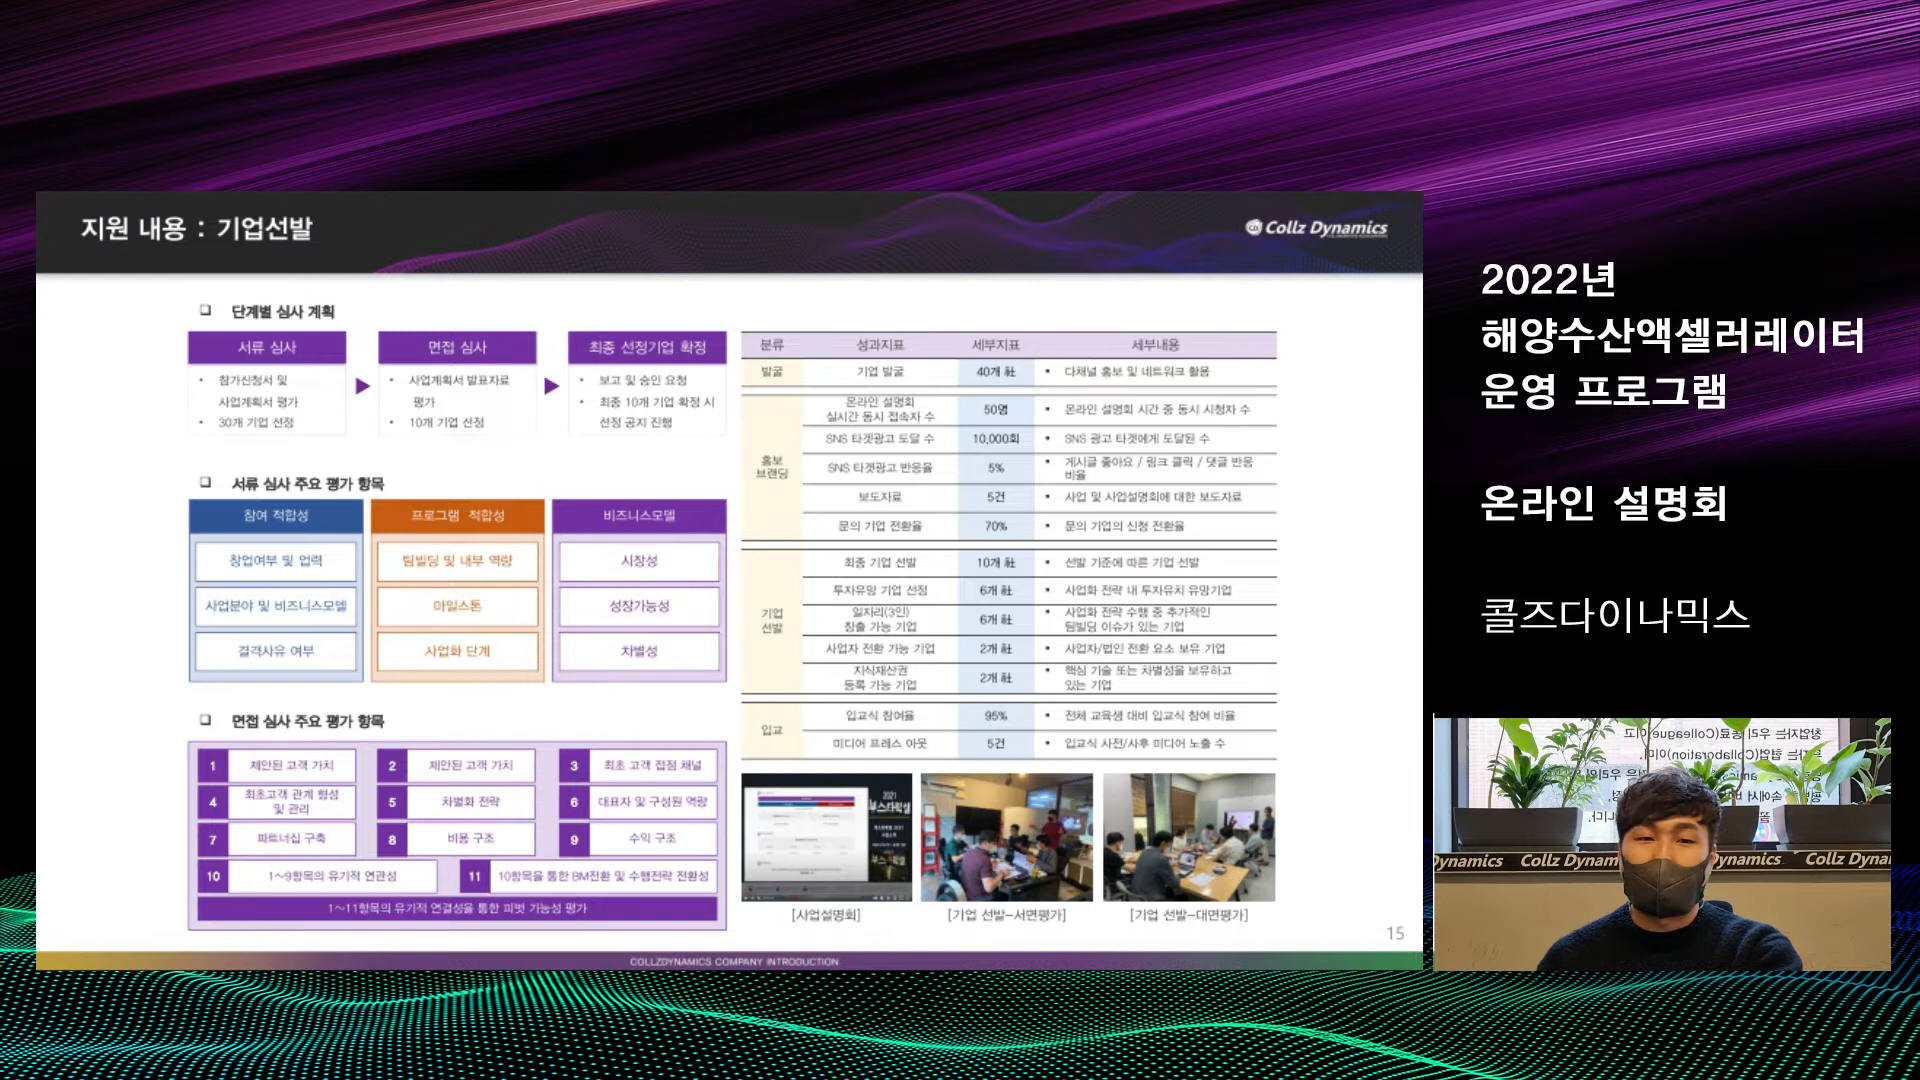 지원 내용 : 기업선발
Collz Dynamics
단계별 심사 계획
서류 심사
참가신청서 및
사업계획서 평가
30개 기업 선정
면접 심사
사업계획서 발표자료
평가
10개 기업 선정
최종 선정기업 확정
보고 및 승인 요청
최종 10개 기업 확정 시
선정 공지 진행
서류 심사 주요 평가 항목
참여 적합성
창업여부 및 업력
사업분야 및 비즈니스모델
결격사유 여부
프로그램 적합성
팀빌딩 및 내부 역량
마일스톤
사업화 단계
비즈니스모델
시장성
성장가능성
차별성
면접 심사 주요 평가 항목
1 제안된 고객 가치
2 제안된 고객 가치
3 최초 고객 접점 채널
4 최초고객 관계 형성
및 관리
5 차별화 전략
6 대표자 및 구성원 역량
7 파트너십 구축
8 비용 구조
9 수익 구조
10 1~9항목의 유기적 연관성
11 10항목을 통한 BM전환 및 수행전략 전환성
1~11항목의 유기적 연결성을 통한 피벗 가능성 평가
분류 성과지표 세부지표 세부내용
발굴 기업 발굴 40개 社 다채널 홍보 및 네트워크 활용
홍보
브랜딩
온라인 설명회
실시간 동시 접속자 수
50명 온라인 설명회 시간 중 동시 시청자 수
SNS 타겟광고 도달 수 10,000회 SNS 광고 타겟에게 도달된 수
SNS 타겟광고 반응율 5% 게시글 좋아요 / 링크 클릭 / 댓글 반응
비율
보도자료 5건 사업 및 사업설명회에 대한 보도자료
문의 기업 전환율 70% 문의 기업의 신청 전환율
기업
선발
최종 기업 선발 10개 社 선발 기준에 따른 기업 선발
투자유망 기업 선정 6개 社 사업화 전략 내 투자유치 유망기업
일자리(3인)
창출 가능 기업
6개 社 사업화 전략 수행 중 추가적인
팀빌딩 이슈가 있는 기업
사업자 전환 가능 기업 2개 社 사업자/법인 전환 요소 보유 기업
지식재산권
등록 가능 기업
2개 社 핵심 기술 또는 차별성을 보유하고
있는 기업
입교
입교식 참여율 95% 전체 교육생 대비 입교식 참여 비율
미디어 프레스 아웃 5건 입교식 사전/사후 미디어 노출 수
2021
[사업설명회]
[기업 선발-서면평가]
[기업 선발-대면평가]
15
COLLZDYNAMICS COMPANY INTRODUCTION
2022년
해양수산액셀러레이터
운영 프로그램
온라인 설명회
콜즈다이나믹스
창업자는 우리 동료(Colleague)이고
협업(Collaboration)이며
Dynamics Collz Dynam ynamics Collz Dyna